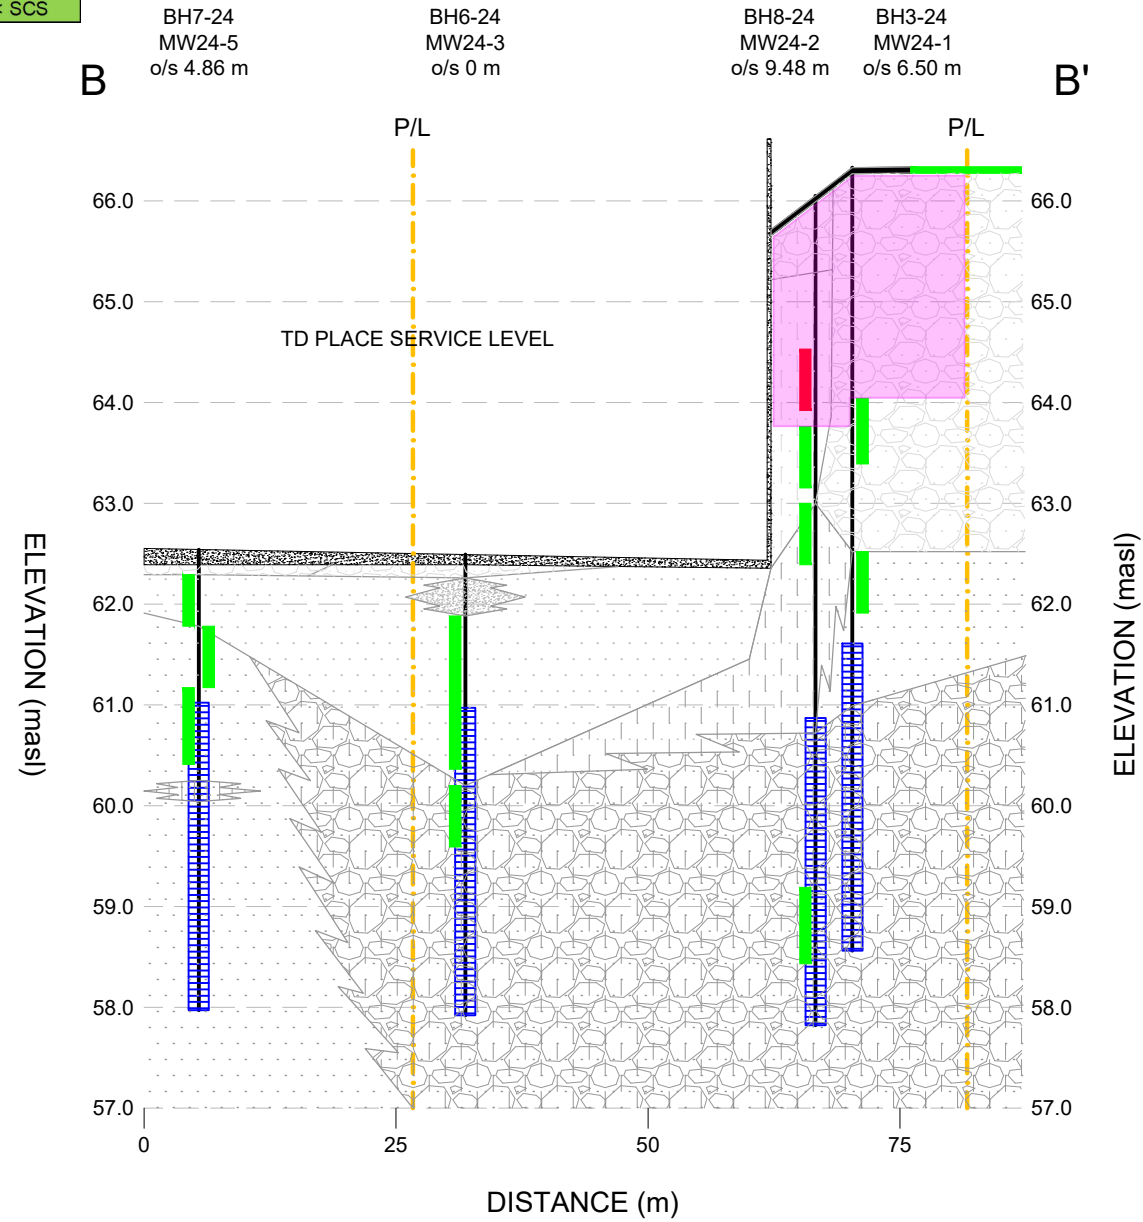 < SCS
BH7-24
MW24-5
o/s 4.86 m
BH6-24
MW24-3
o/s 0 m
BH8-24
MW24-2
o/s 9.48 m
BH3-24
MW24-1
o/s 6.50 m
B
B'
P/L
P/L
66.0
66.0
65.0
65.0
TD PLACE SERVICE LEVEL
64.0
64.0
63.0
63.0
62.0
62.0
61.0
61.0
60.0
60.0
59.0
59.0
58.0
58.0
57.0
57.0
ELEVATION (masl)
ELEVATION (masl)
0
25
50
75
DISTANCE (m)